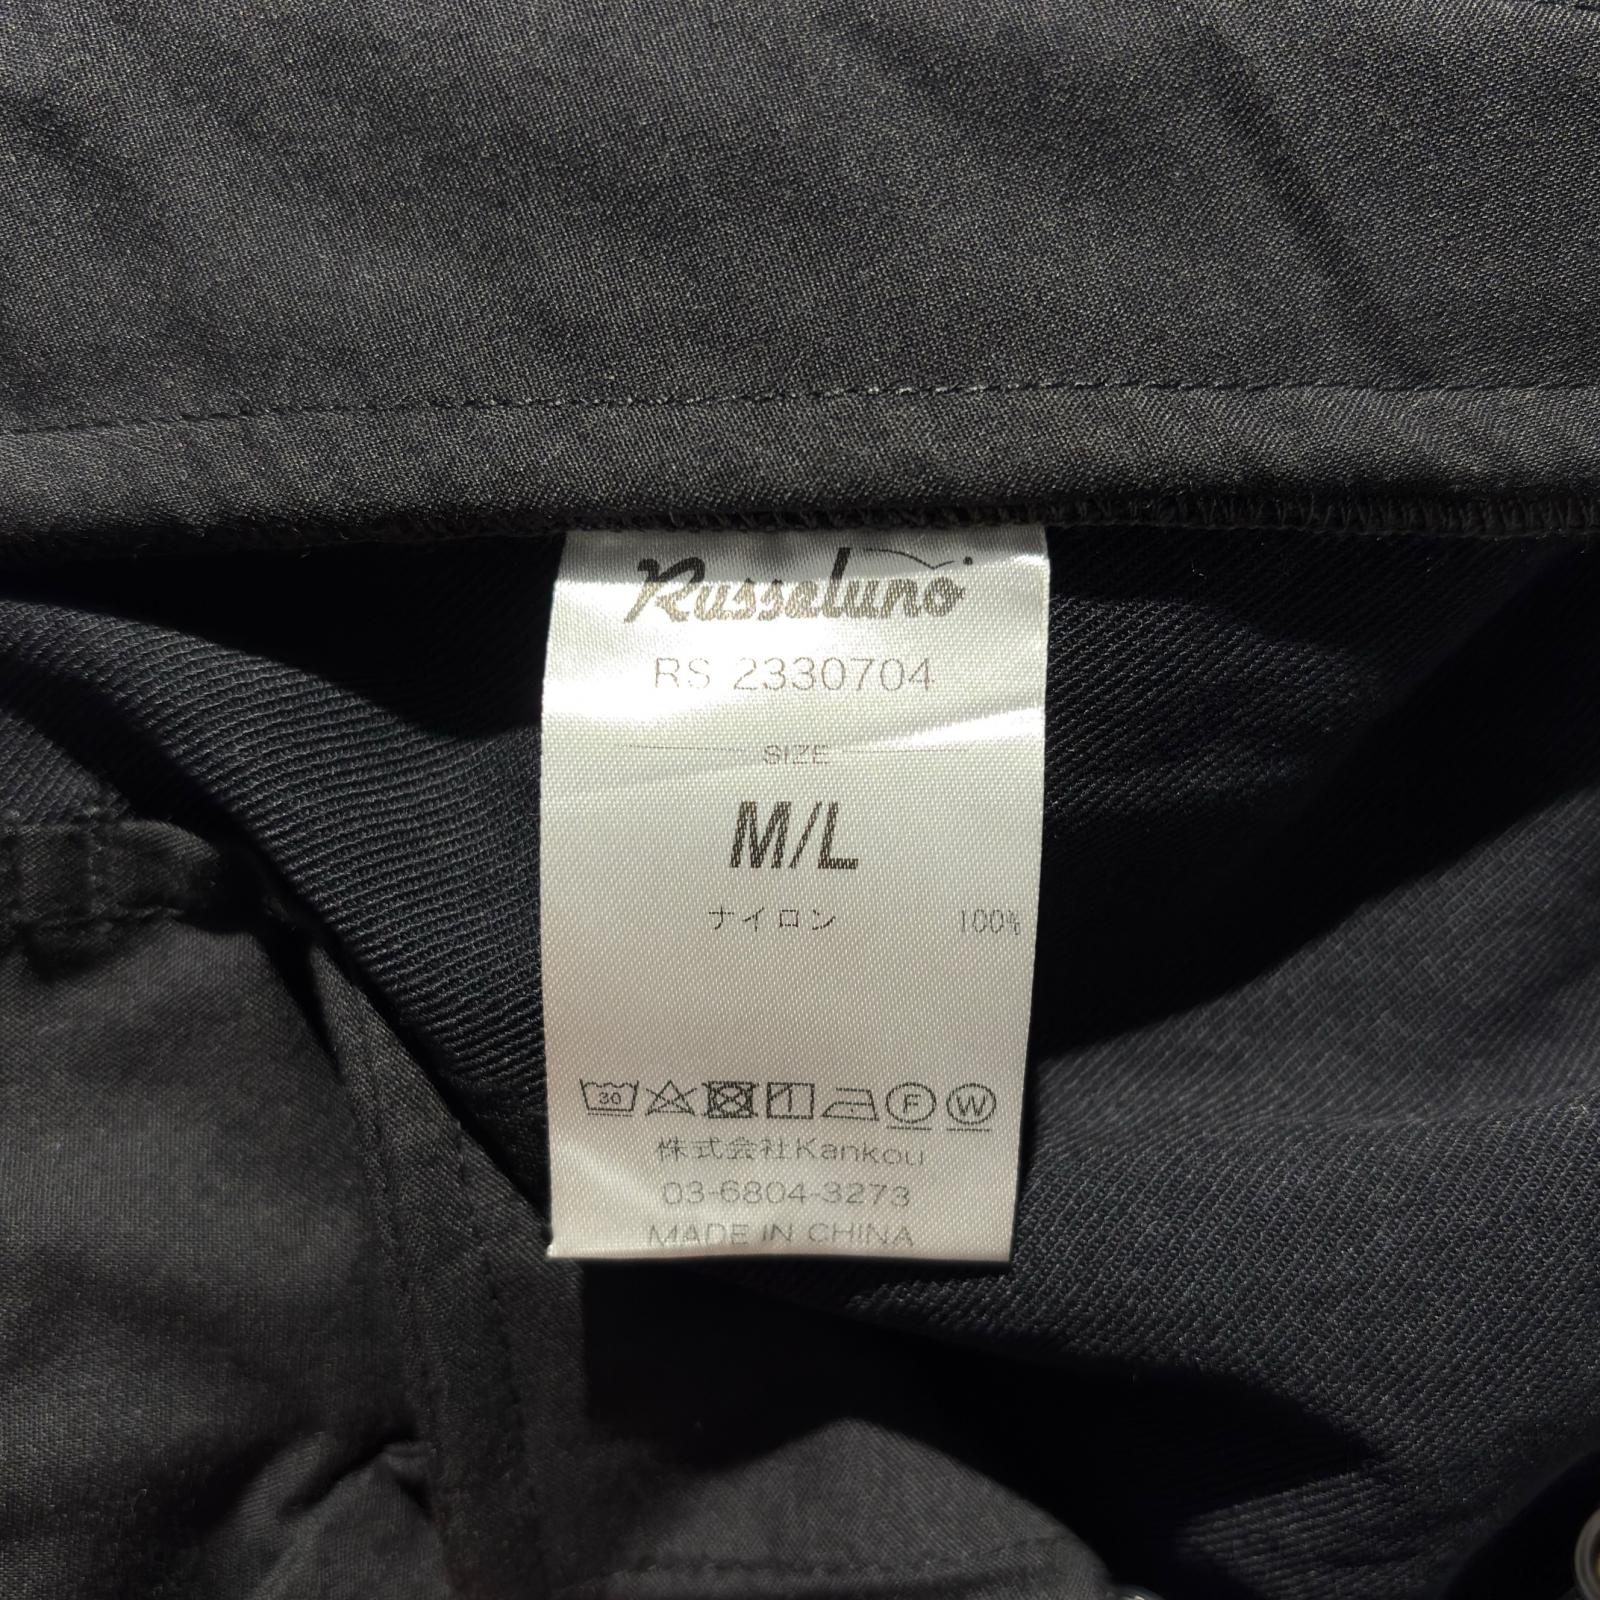 Russeluno
RS 2330704
SIZE
M/L
ナイロン 100%
30 F W
株式会社Kankou
03-6804-3273
MADE IN CHINA